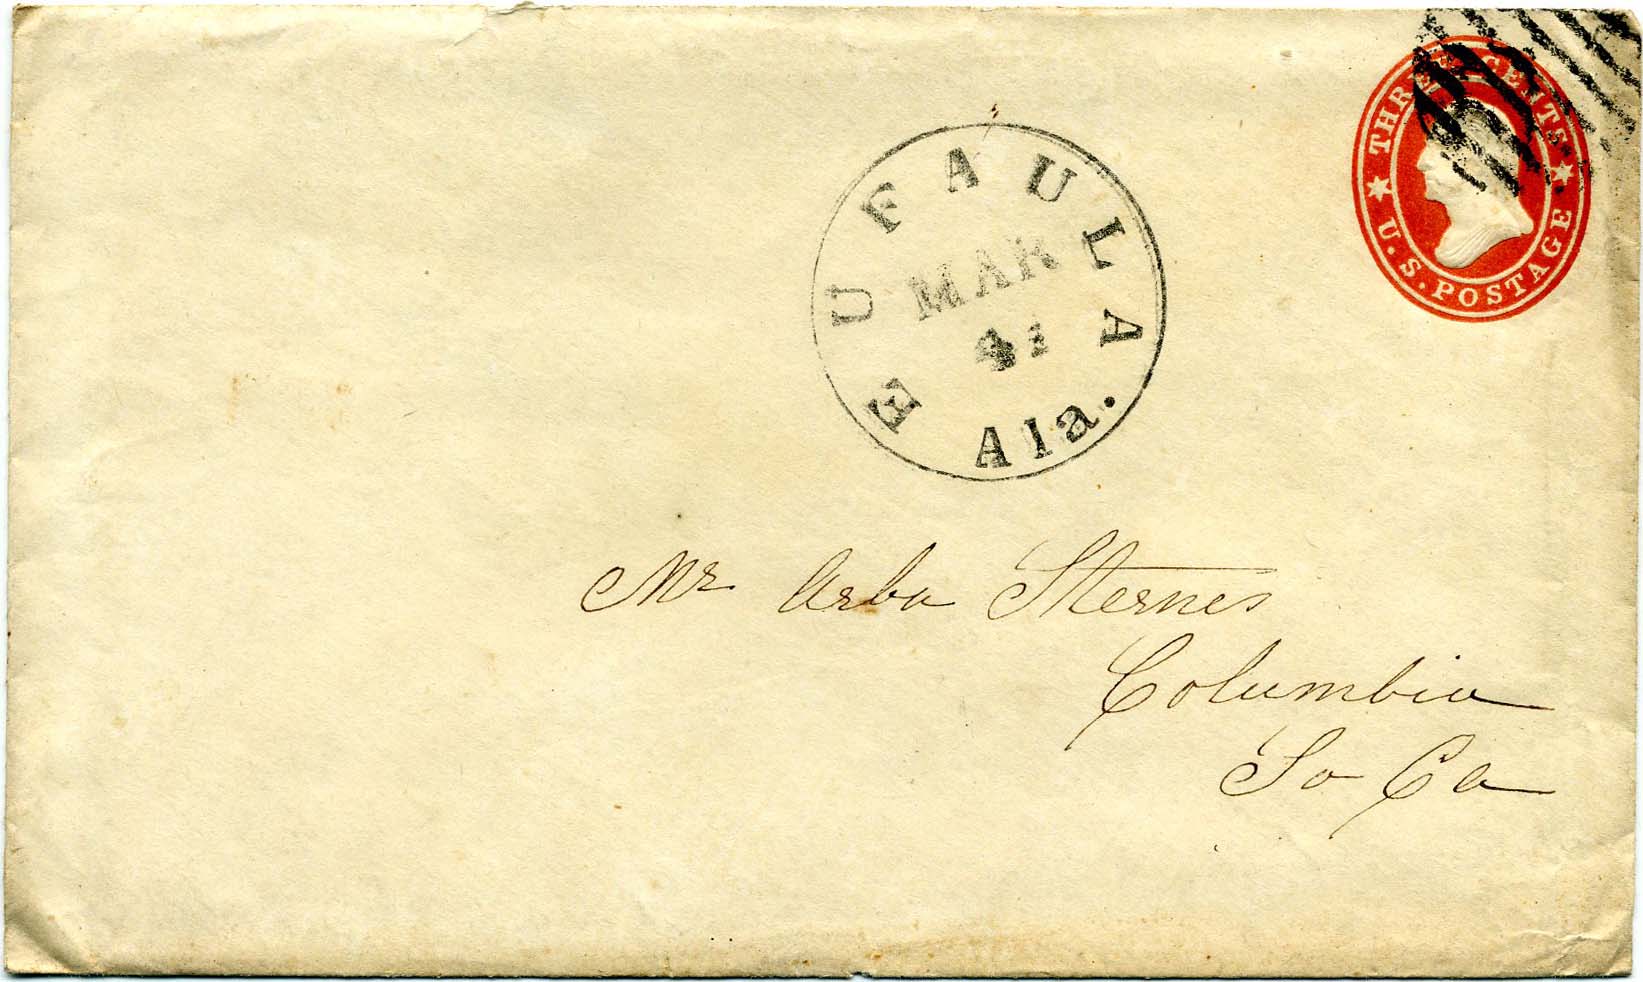 THREE CENTS
U.S. POSTAGE
EUFAULA
MAR
Ala.
Mr Arba Sternes
Columbia
So Ca